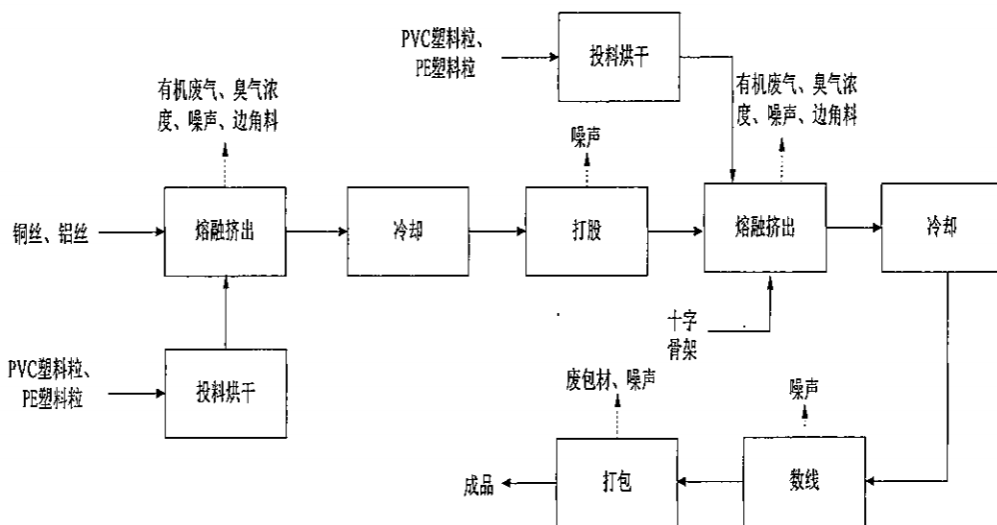 PVC塑料粒、
PE塑料粒
投料烘干
有机废气、臭气浓
度、噪声、边角料
噪声
有机废气、臭气浓
度、噪声、边角料
铜丝、铝丝
熔融挤出
冷却
打股
熔融挤出
冷却
十字
骨架
PVC塑料粒、
PE塑料粒
投料烘干
废包材、噪声
噪声
成品
打包
数线